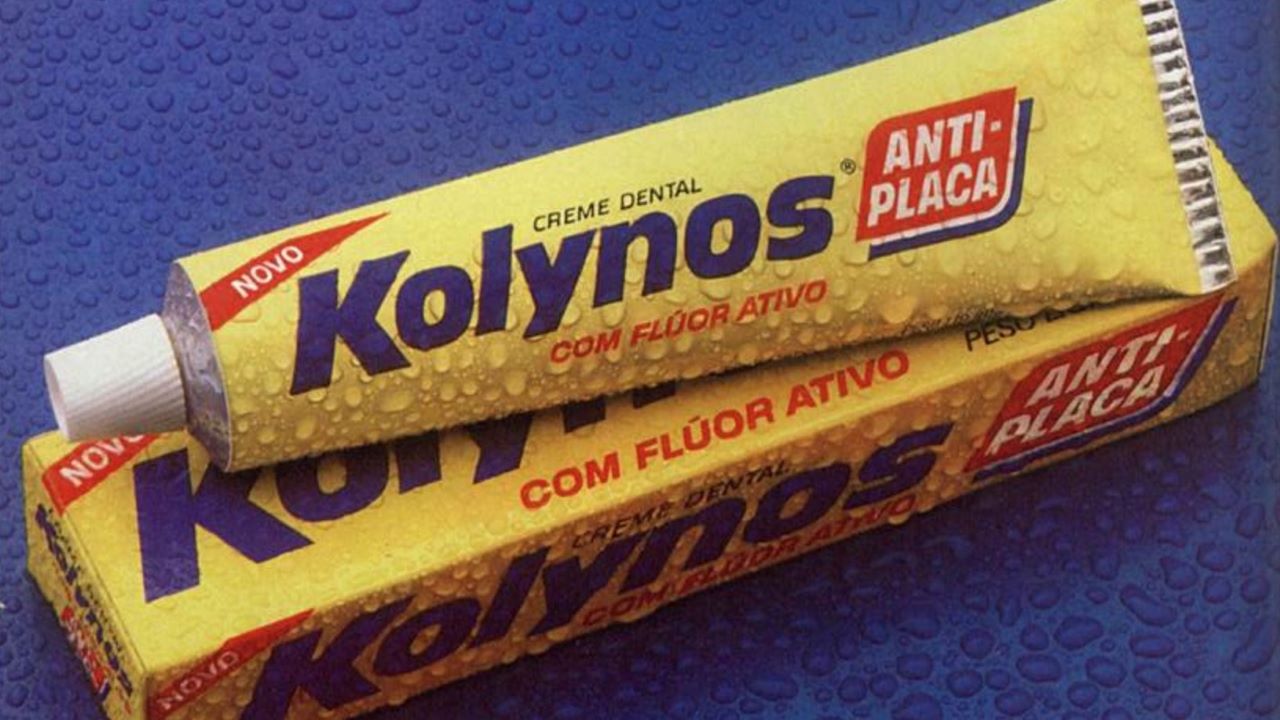 NOVO
CREME DENTAL
Kolynos®
COM FLÚOR ATIVO
ANTI-
PLACA
NOVO
Kolynos
COM FLÚOR ATIVO
PESO
NOVO
CREME DENTAL
Kolynos
COM FLÚOR ATIVO
ANTI-
PLACA